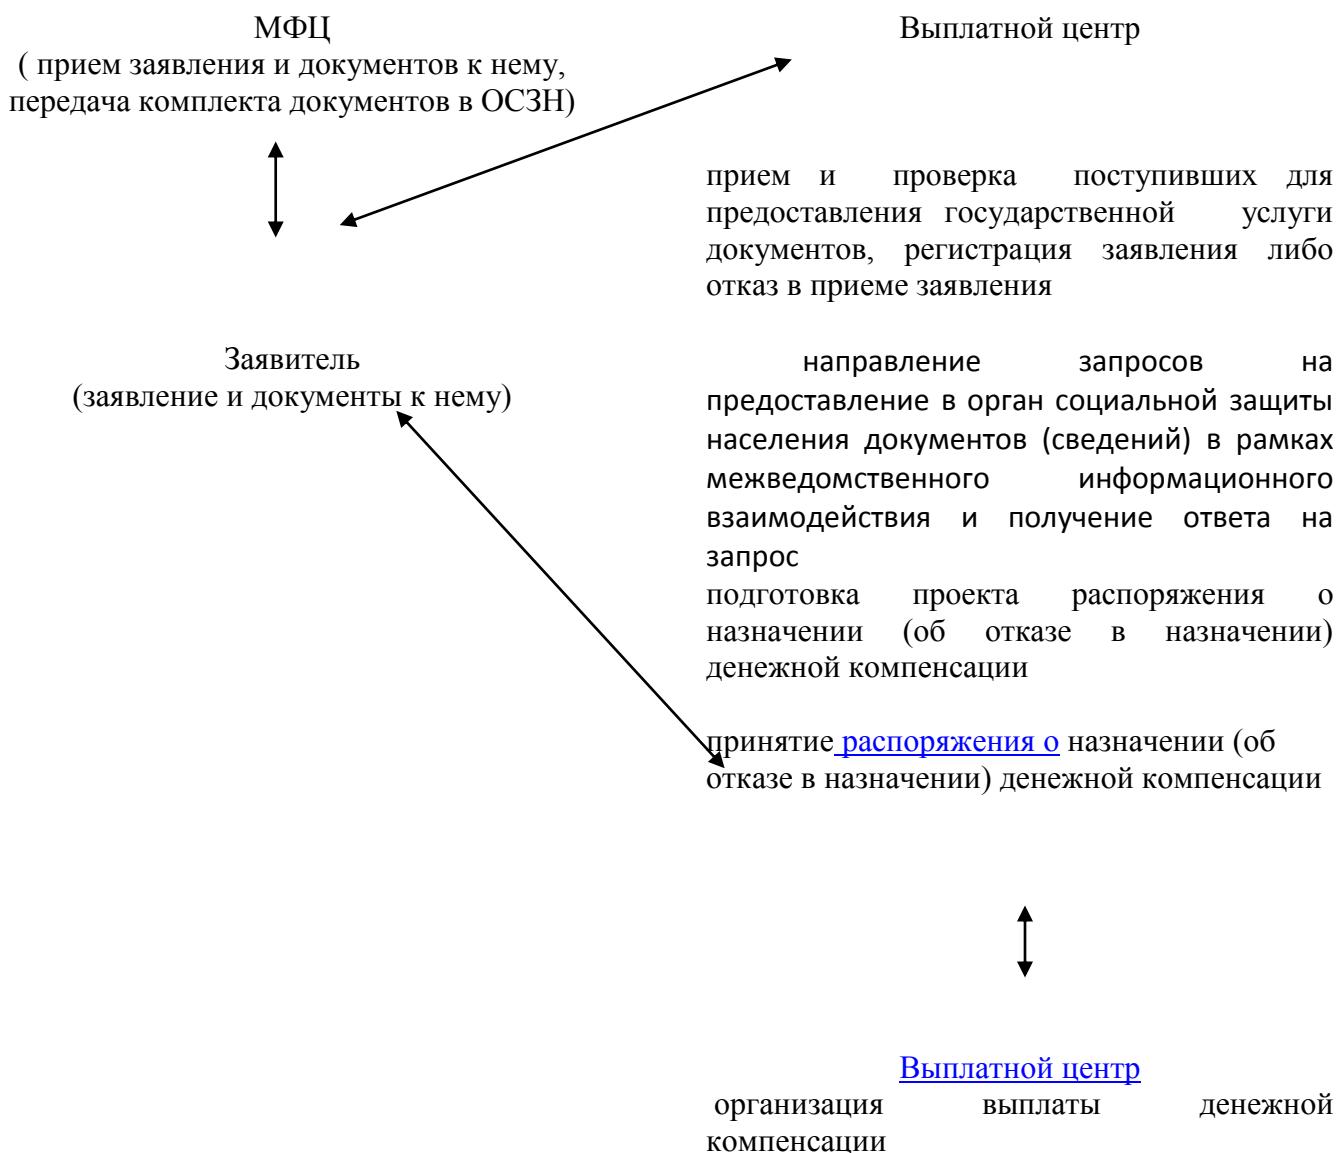 МФЦ
( прием заявления и документов к нему,
передача комплекта документов в ОСЗН)
Заявитель
(заявление и документы к нему)
Выплатной центр
прием и проверка поступивших для
предоставления государственной услуги
документов, регистрация заявления либо
отказ в приеме заявления
направление запросов на
предоставление в орган социальной защиты
населения документов (сведений) в рамках
межведомственного информационного
взаимодействия и получение ответа на
запрос
подготовка проекта распоряжения о
назначении (об отказе в назначении)
денежной компенсации
принятие распоряжения о назначении (об
отказе в назначении) денежной компенсации
Выплатной центр
организация выплаты денежной
компенсации